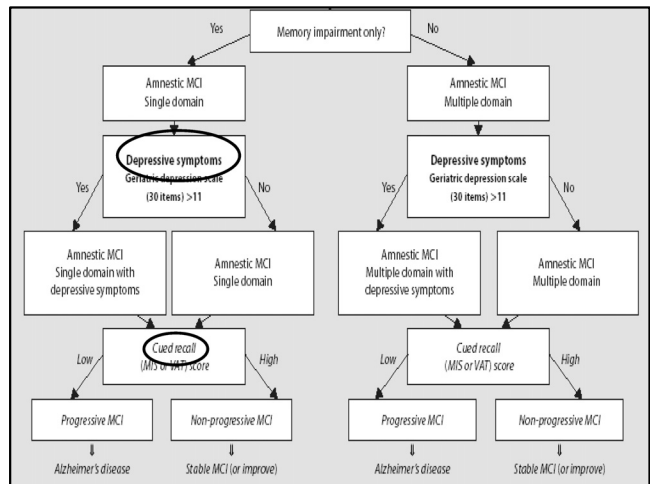 Memory impairment only?
Yes
No
Amnestic MCI
Single domain
Amnestic MCI
Multiple domain
Depressive symptoms
Geriatric depression scale
(30 items) >11
Yes
No
Depressive symptoms
Geriatric depression scale
(30 items) >11
Yes
No
Amnestic MCI
Single domain with
depressive symptoms
Amnestic MCI
Single domain
Amnestic MCI
Multiple domain with
depressive symptoms
Amnestic MCI
Multiple domain
Cued recall
(MIS or VAT) score
Low
High
Cued recall
(MIS or VAT) score
Low
High
Progressive MCI
Non-progressive MCI
Progressive MCI
Non-progressive MCI
Alzheimer's disease
Stable MCI (or improve)
Alzheimer's disease
Stable MCI (or improve)